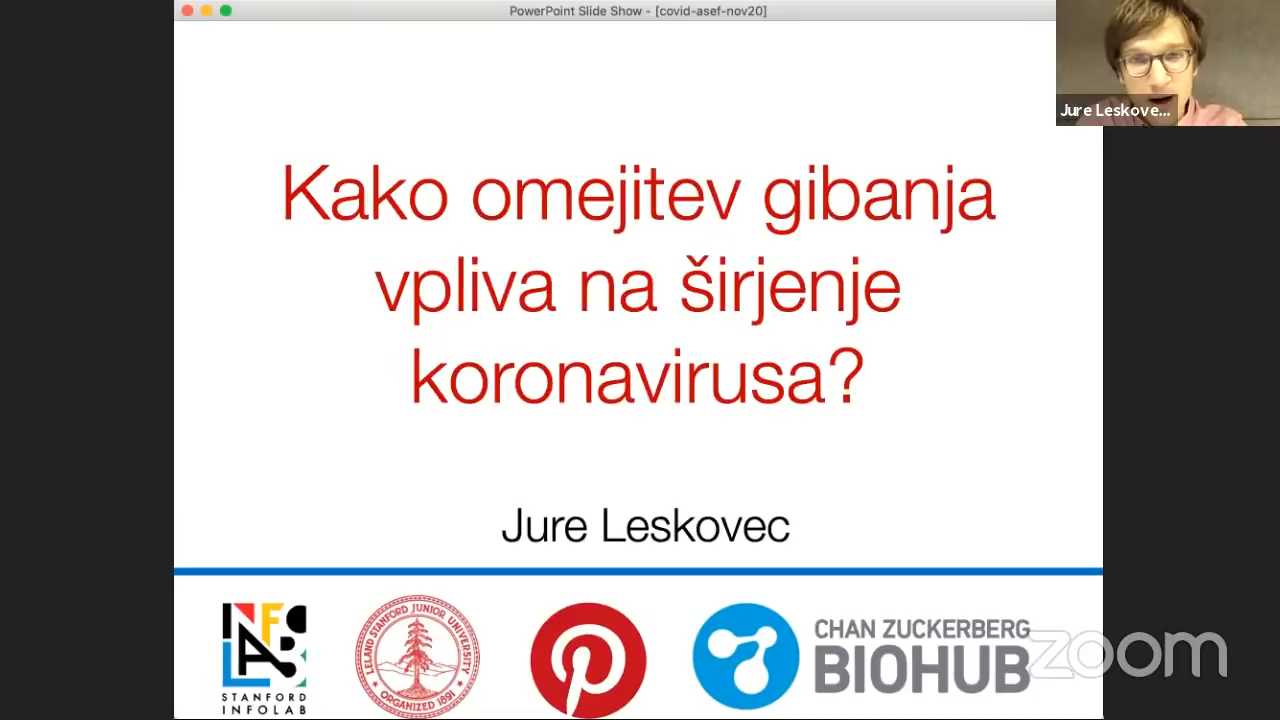 PowerPoint Slide Show - [covid-asef-nov20]
Jure Leskove...
Kako omejitev gibanja
vpliva na širjenje
koronavirusa?
Jure Leskovec
INFO
LAB
STANFORD
INFOLAB
LELAND STANFORD JUNIOR UNIVERSITY
ORGANIZED 1891
CHAN ZUCKERBERG
BIOHUB
zoom